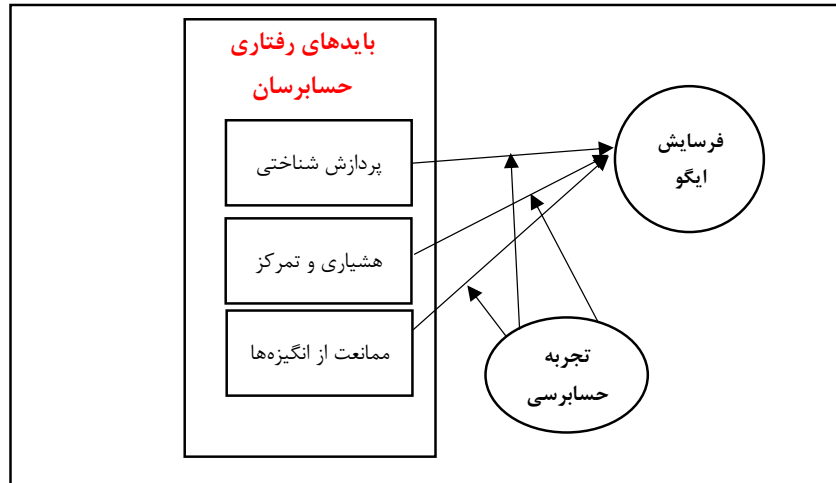 بایدهای رفتاری
حسابرسان
پردازش شناختی
هشیاری و تمرکز
ممانعت از انگیزه‌ها
فرسایش
ایگو
تجربه
حسابرسی